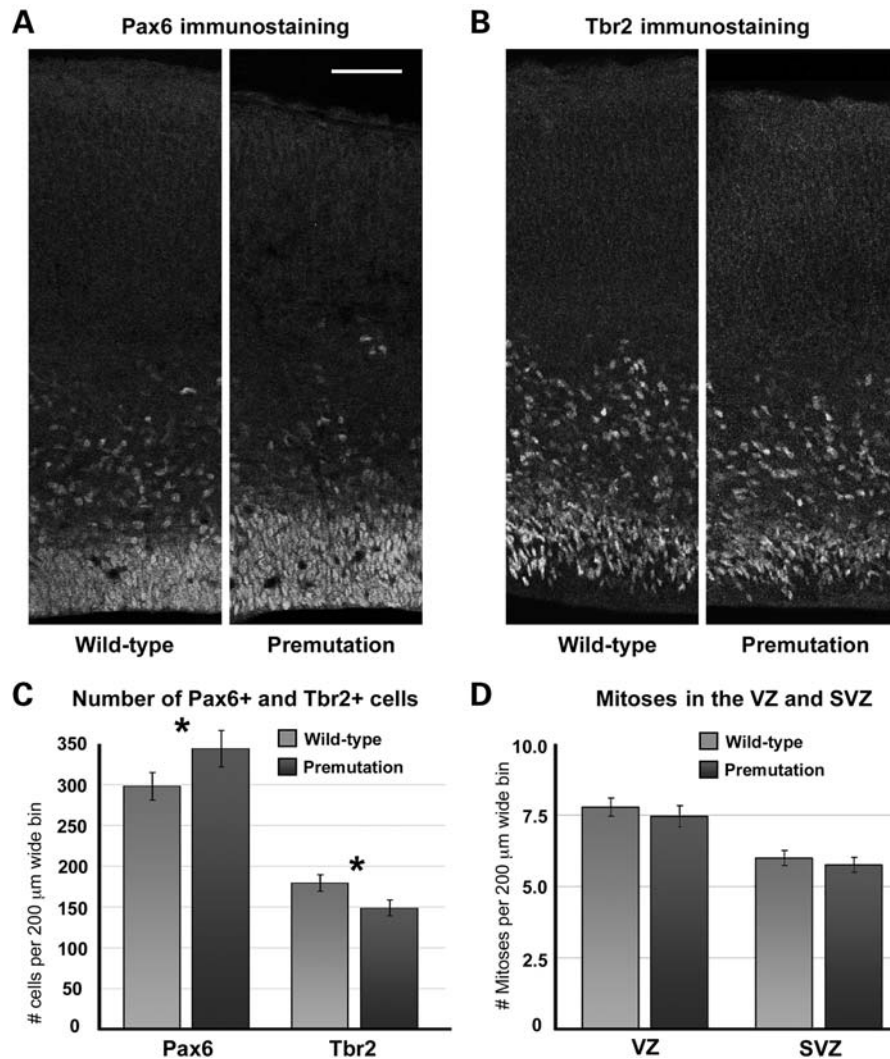 A Pax6 immunostaining
B Tbr2 immunostaining
Wild-type Premutation
Wild-type Premutation
C Number of Pax6+ and Tbr2+ cells
*
*
Wild-type
Premutation
# cells per 200 μm wide bin
350
300
250
200
150
100
50
0
Pax6 Tbr2
D Mitoses in the VZ and SVZ
Wild-type
Premutation
# Mitoses per 200 μm wide bin
10.0
7.5
5.0
2.5
0
VZ SVZ